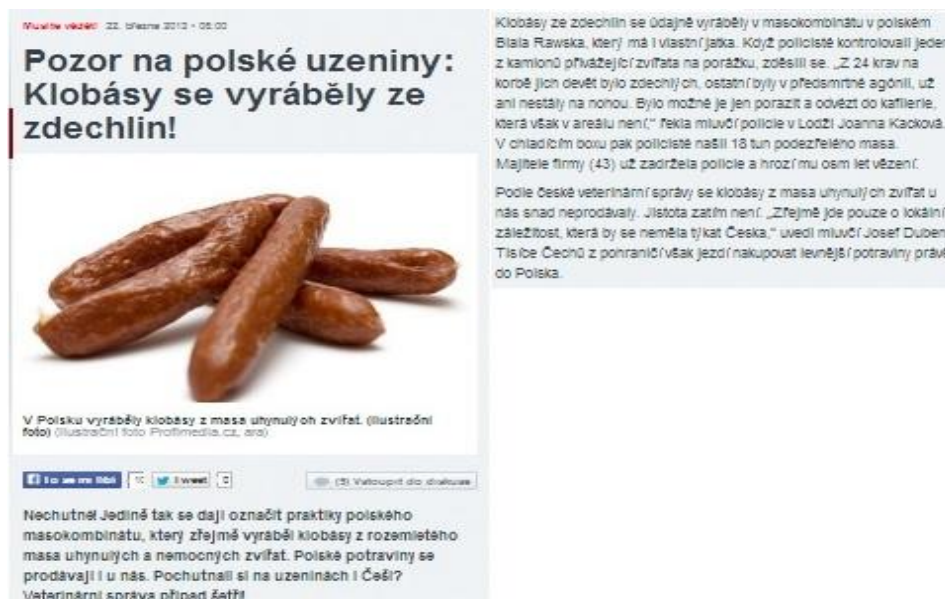 Musíte vědět! 22. března 2013 • 05:00
Pozor na polské uzeniny:
Klobásy se vyráběly ze
zdechlin!
V Polsku vyráběly klobásy z masa uhynulých zvířat. (Ilustrační
foto) (Ilustrační foto Profimedia.cz, ara)
To se mi líbí Tweet 0
(5) Vstoupit do diskuse
Nechutné! Jedině tak se dají označit praktiky polského
masokombinátu, který zřejmě vyráběl klobásy z rozemletého
masa uhynulých a nemocných zvířat. Polské potraviny se
prodávají i u nás. Pochutnali si na uzeninách i Češi?
Veterinární správa případ šetří!
Klobásy ze zdechlin se údajně vyráběly v masokombinátu v polském
Biala Rawska, který má i vlastní jatka. Když policisté kontrolovali jeden
z kamionů přivážející zvířata na porážku, zděsili se. „Z 24 krav na
korbě jich devět bylo zdechlých, ostatní byly v předsmrtné agónii, už
ani nestály na nohou. Bylo možné je jen porazit a odvézt do kafilerie,
která však v areálu není,“ řekla mluvčí policie v Lodži Joanna Kacková.
V chladícím boxu pak policisté našli 18 tun podezřelého masa.
Majitele firmy (43) už zadržela policie a hrozí mu osm let vězení.
Podle české veterinární správy se klobásy z masa uhynulých zvířat u
nás snad neprodávaly. Jistota zatím není. „Zřejmě jde pouze o lokální
záležitost, která by se neměla týkat Česka,“ uvedl mluvčí Josef Duben.
Tisíce Čechů z pohraničí však jezdí nakupovat levnější potraviny právě
do Polska.